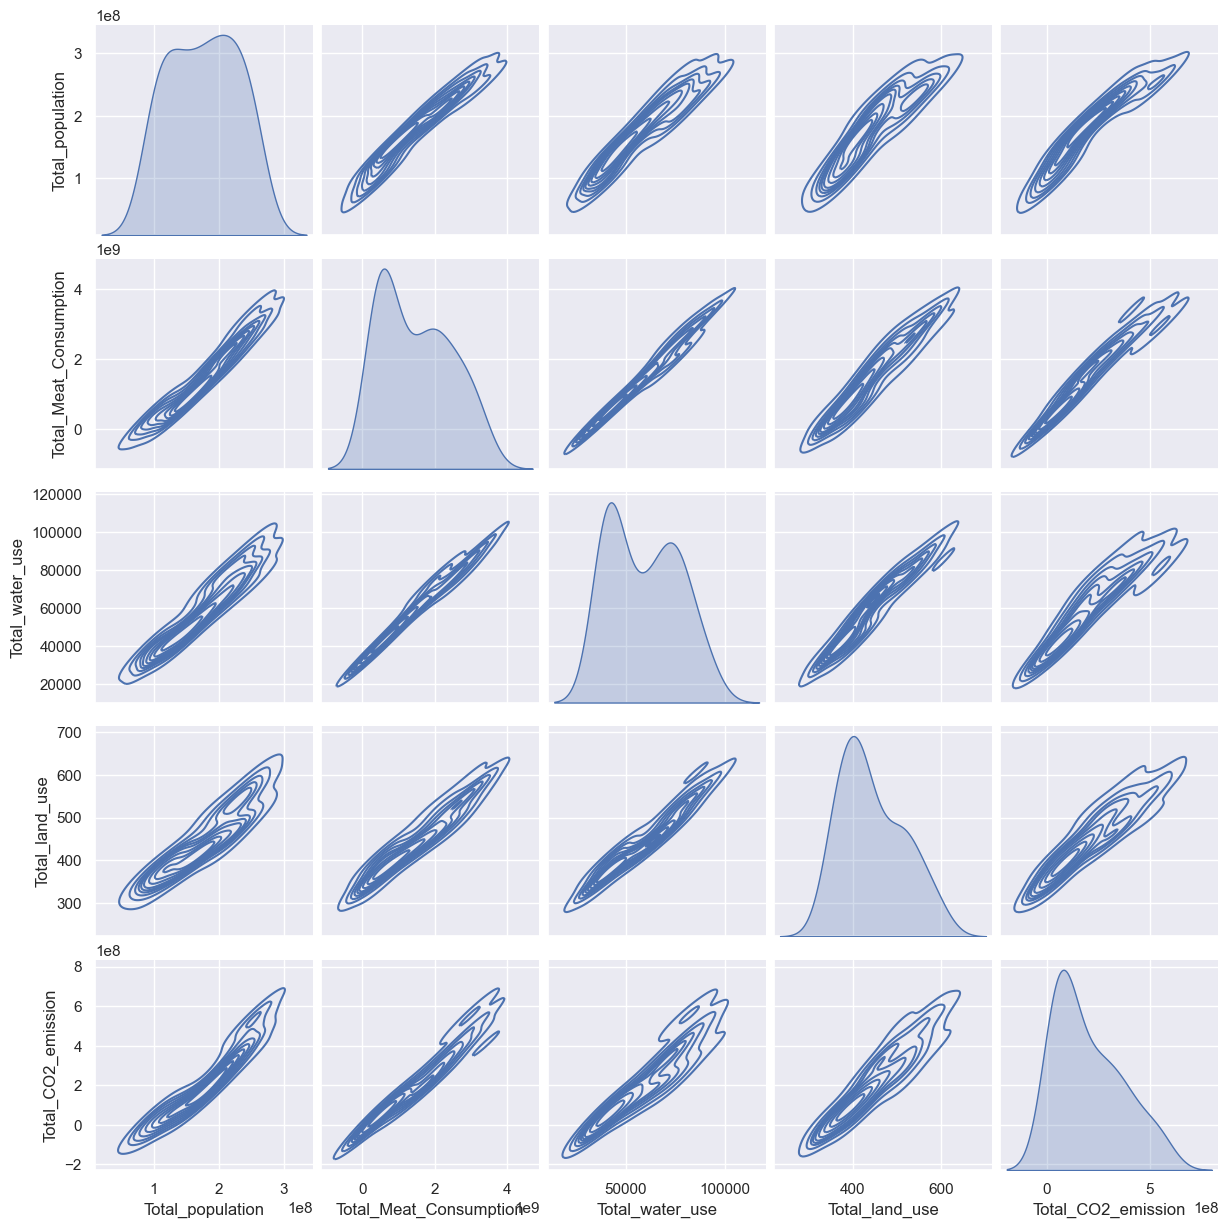 1e8
3
2
1
Total_population
1e9
4
2
0
Total_Meat_Consumption
120000
100000
80000
60000
40000
20000
Total_water_use
700
600
500
400
300
Total_land_use
1e8
8
6
4
2
0
−2
Total_CO2_emission
1 2 3 0 2 4 50000 100000 400 600 0 5
1e8 1e9 1e8
Total_population Total_Meat_Consumption Total_water_use Total_land_use Total_CO2_emission